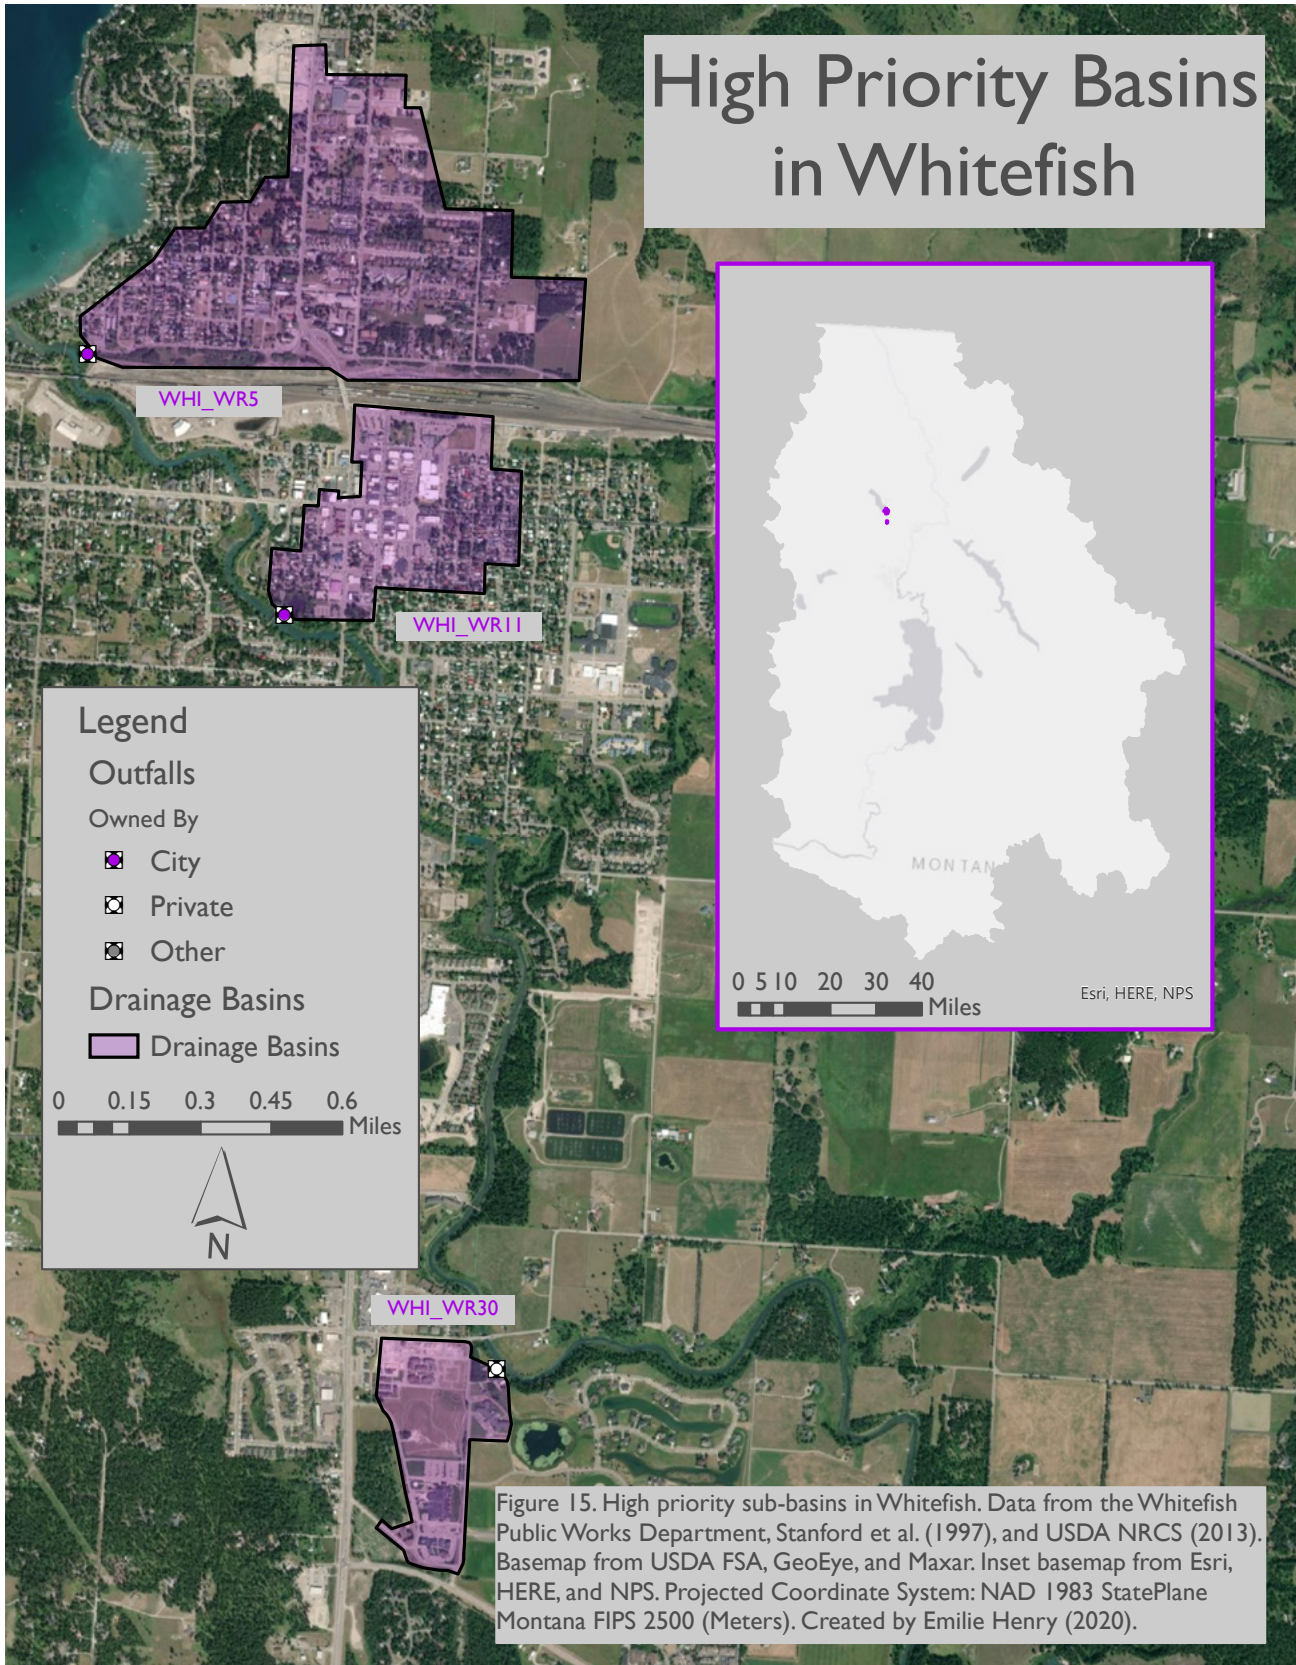 High Priority Basins
in Whitefish
WHI_WR5
WHI_WR11
MONTAN
0 5 10 20 30 40
Miles
Esri, HERE, NPS
Legend
Outfalls
Owned By
City
Private
Other
Drainage Basins
Drainage Basins
0 0.15 0.3 0.45 0.6
Miles
N
WHI_WR30
Figure 15. High priority sub-basins in Whitefish. Data from the Whitefish
Public Works Department, Stanford et al. (1997), and USDA NRCS (2013).
Basemap from USDA FSA, GeoEye, and Maxar. Inset basemap from Esri,
HERE, and NPS. Projected Coordinate System: NAD 1983 StatePlane
Montana FIPS 2500 (Meters). Created by Emilie Henry (2020).